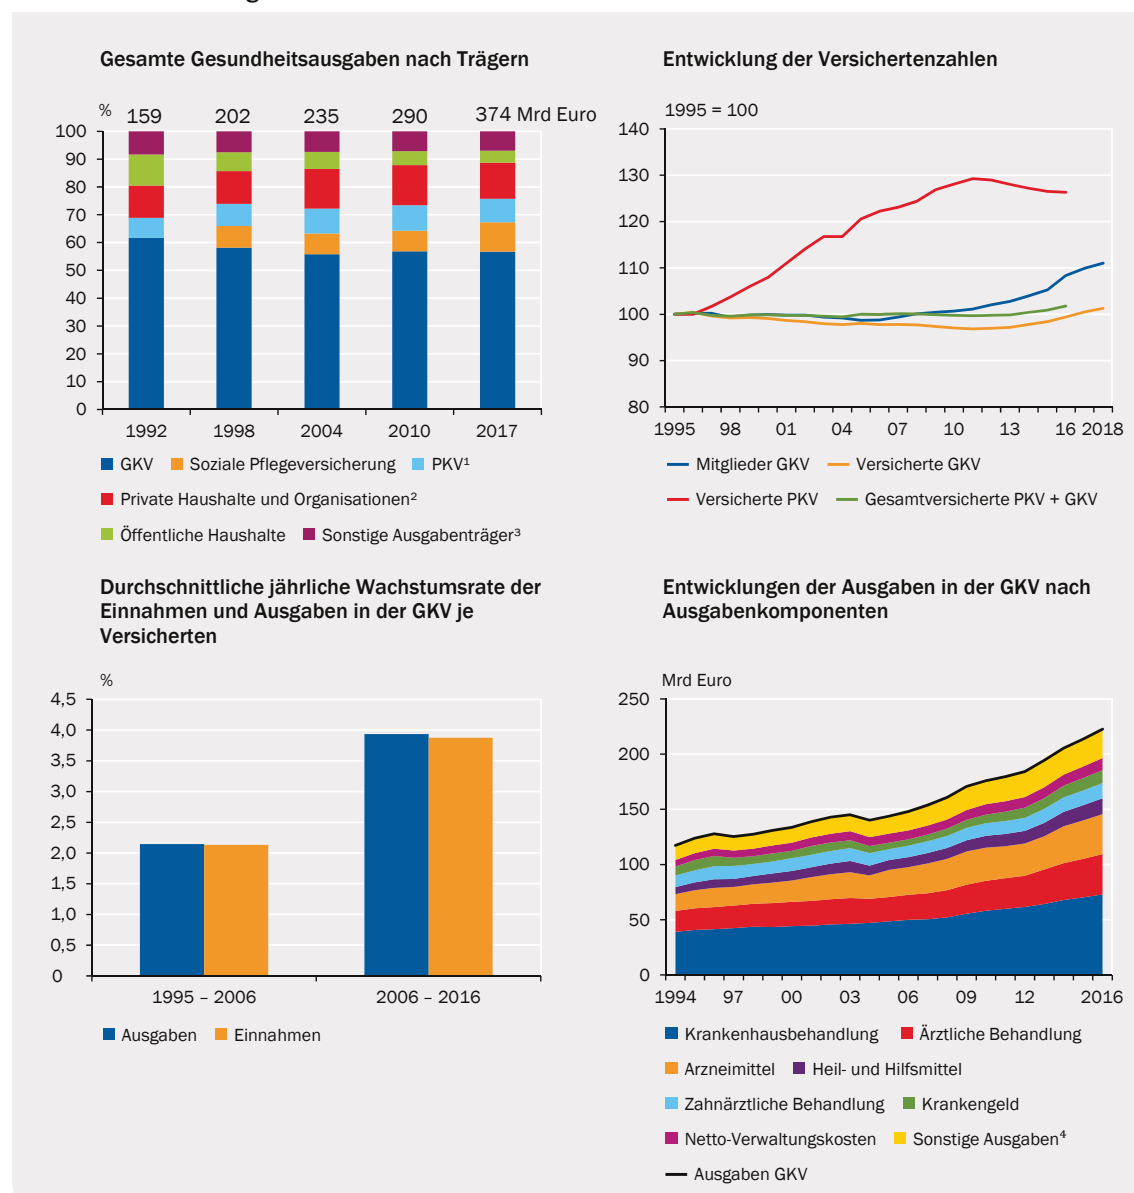 Gesamte Gesundheitsausgaben nach Trägern
%
159 202 235 290 374 Mrd Euro
100
90
80
70
60
50
40
30
20
10
0
1992 1998 2004 2010 2017
GKV Soziale Pflegeversicherung PKV¹
Private Haushalte und Organisationen²
Öffentliche Haushalte Sonstige Ausgabenträger³
Entwicklung der Versichertenzahlen
1995 = 100
140
130
120
110
100
90
80
1995 98 01 04 07 10 13 16 2018
Mitglieder GKV Versicherte GKV
Versicherte PKV Gesamtversicherte PKV + GKV
Durchschnittliche jährliche Wachstumsrate der
Einnahmen und Ausgaben in der GKV je
Versicherten
%
4,5
4,0
3,5
3,0
2,5
2,0
1,5
1,0
0,5
0
1995 – 2006 2006 – 2016
Ausgaben Einnahmen
Entwicklungen der Ausgaben in der GKV nach
Ausgabenkomponenten
Mrd Euro
250
200
150
100
50
0
1994 97 00 03 06 09 12 2016
Krankenhausbehandlung Ärztliche Behandlung
Arzneimittel Heil- und Hilfsmittel
Zahnärztliche Behandlung Krankengeld
Netto-Verwaltungskosten Sonstige Ausgaben⁴
Ausgaben GKV